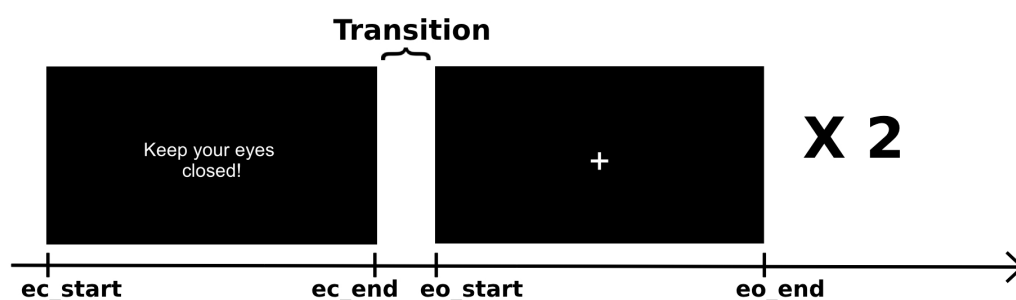 Transition
Keep your eyes
closed!
+
X 2
ec_start
ec_end
eo_start
eo_end